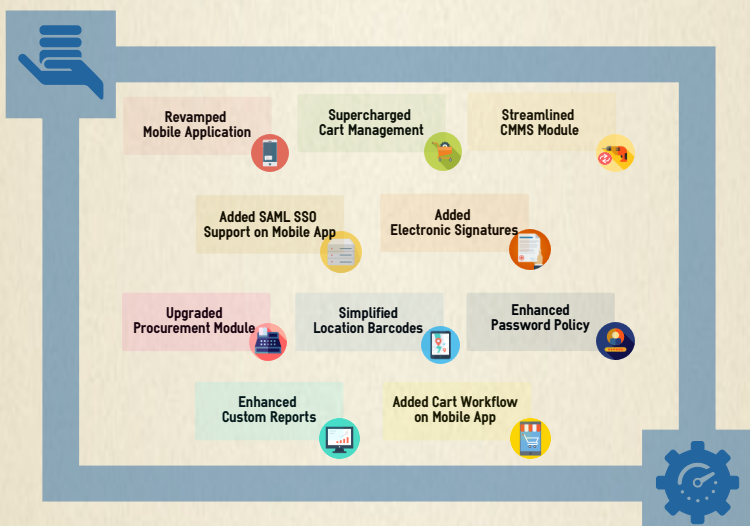 Revamped
Mobile Application
Supercharged
Cart Management
Streamlined
CMMS Module
Added SAML SSO
Support on Mobile App
Added
Electronic Signatures
Upgraded
Procurement Module
Simplified
Location Barcodes
Enhanced
Password Policy
Enhanced
Custom Reports
Added Cart Workflow
on Mobile App